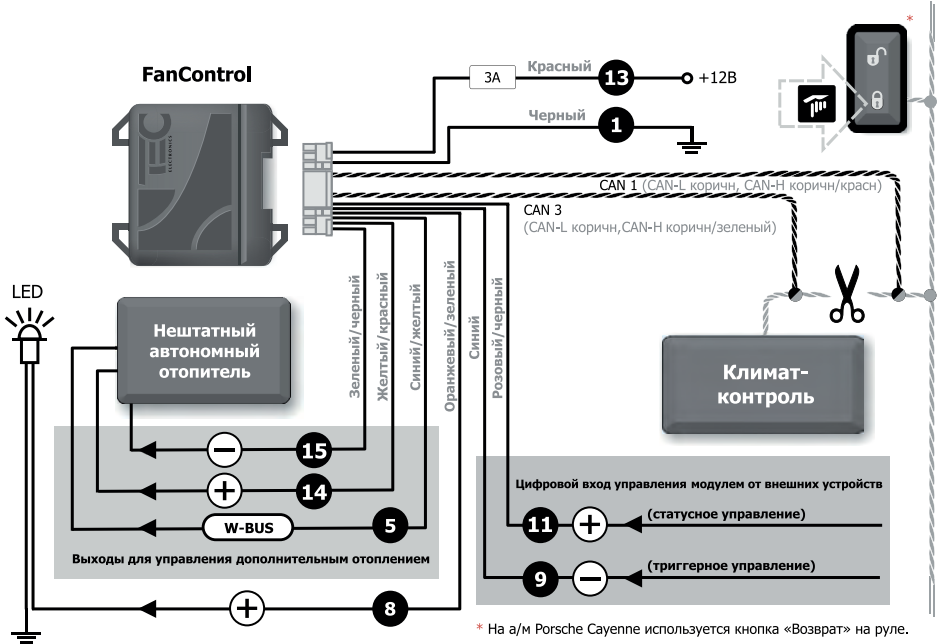 FanControl
TEC
ELECTRONICS
3А
Красный
13
+12В
Черный
1
*
CAN 1 (CAN-L коричн, CAN-H коричн/красн)
CAN 3
(CAN-L коричн,CAN-H коричн/зеленый)
LED
Нештатный
автономный
отопитель
Зеленый/черный
Желтый/красный
Синий/желтый
Оранжевый/зеленый
Синий
Розовый/черный
Климат-
контроль
15
14
W-BUS
5
Выходы для управления дополнительным отоплением
8
Цифровой вход управления модулем от внешних устройств
11
(статусное управление)
9
(триггерное управление)
* На а/м Porsche Cayenne используется кнопка «Возврат» на руле.